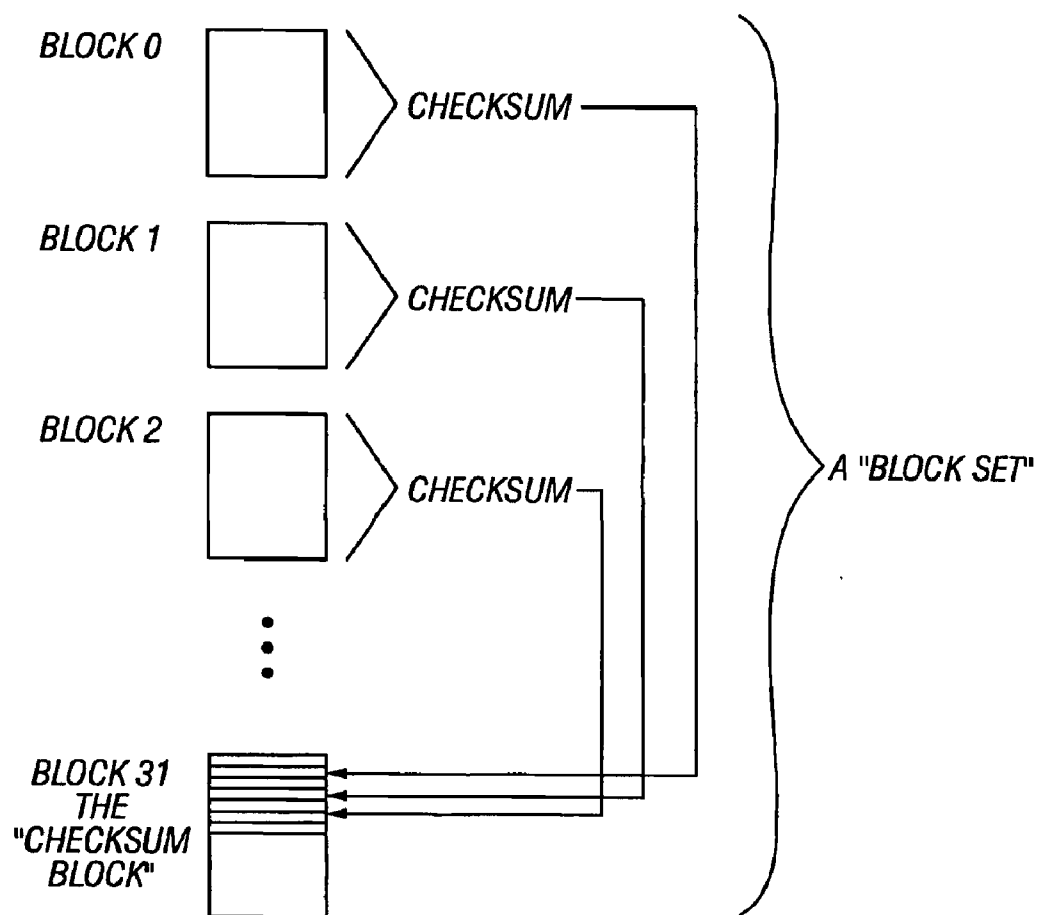 BLOCK 0
CHECKSUM
BLOCK 1
CHECKSUM
BLOCK 2
CHECKSUM
A "BLOCK SET"
BLOCK 31
THE
"CHECKSUM
BLOCK"